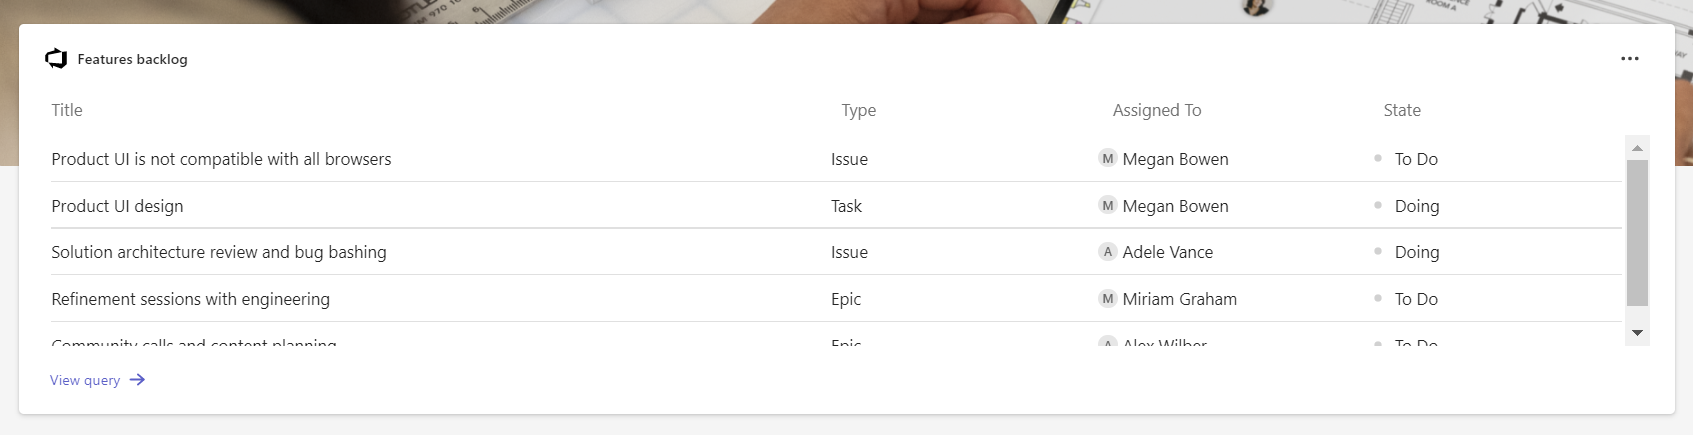 970 10
ROOM A
Features backlog
Title Type Assigned To State
Product UI is not compatible with all browsers Issue M Megan Bowen To Do
Product UI design Task M Megan Bowen Doing
Solution architecture review and bug bashing Issue A Adele Vance Doing
Refinement sessions with engineering Epic M Miriam Graham To Do
Community calls and content planning Epic A Alex Wilber To Do
View query